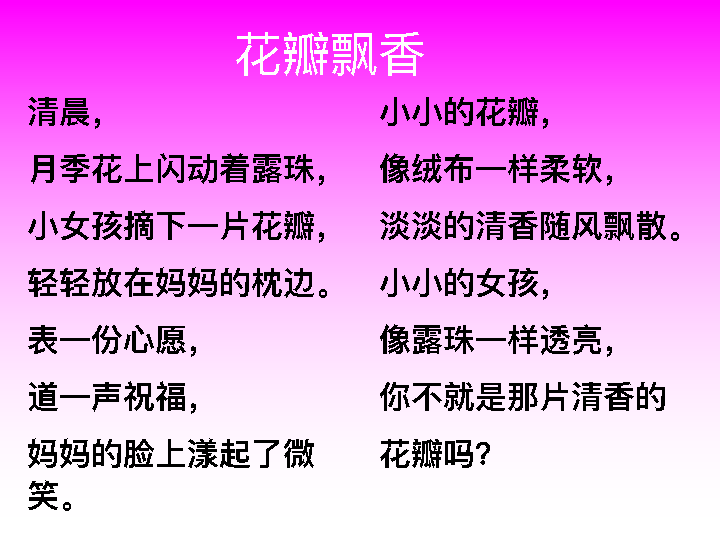 花瓣飘香
清晨，
月季花上闪动着露珠，
小女孩摘下一片花瓣，
轻轻放在妈妈的枕边。
表一份心愿，
道一声祝福，
妈妈的脸上漾起了微
笑。
小小的花瓣，
像绒布一样柔软，
淡淡的清香随风飘散。
小小的女孩，
像露珠一样透亮，
你不就是那片清香的
花瓣吗？